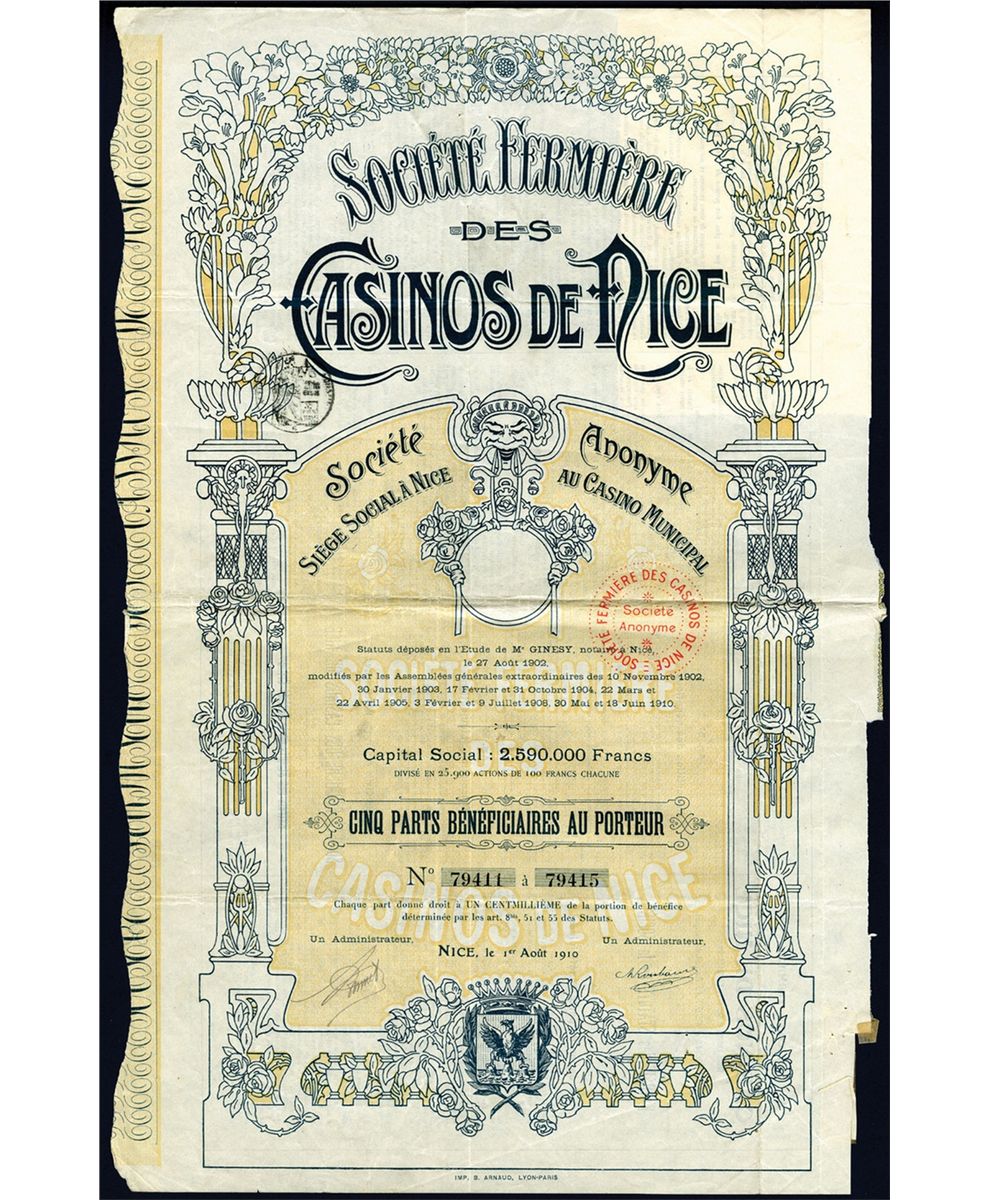 SOCIÉTÉ FERMIÈRE
DES
CASINOS DE NICE
Société Anonyme
SIÈGE SOCIAL À NICE AU CASINO MUNICIPAL
SOCIÉTÉ FERMIÈRE DES CASINOS DE NICE
Société
Anonyme
Statuts déposés en l'Etude de Me GINESY, notaire à Nice,
le 27 Août 1902,
modifiés par les Assemblées générales extraordinaires des 10 Novembre 1902,
30 Janvier 1903, 17 Février et 31 Octobre 1904, 22 Mars et
22 Avril 1905, 3 Février et 9 Juillet 1908, 30 Mai et 18 Juin 1910.
Capital Social : 2.590.000 Francs
DIVISÉ EN 25.900 ACTIONS DE 100 FRANCS CHACUNE
CINQ PARTS BÉNÉFICIAIRES AU PORTEUR
No 79411 à 79415
Chaque part donne droit à UN CENTMILLIÈME de la portion de bénéfice
déterminée par les art. 8bis, 51 et 55 des Statuts.
Un Administrateur, Un Administrateur,
NICE, le 1er Août 1910
SOCIETE FERMIERE
DES
CASINOS DE NICE
IMP. B. ARNAUD, LYON-PARIS